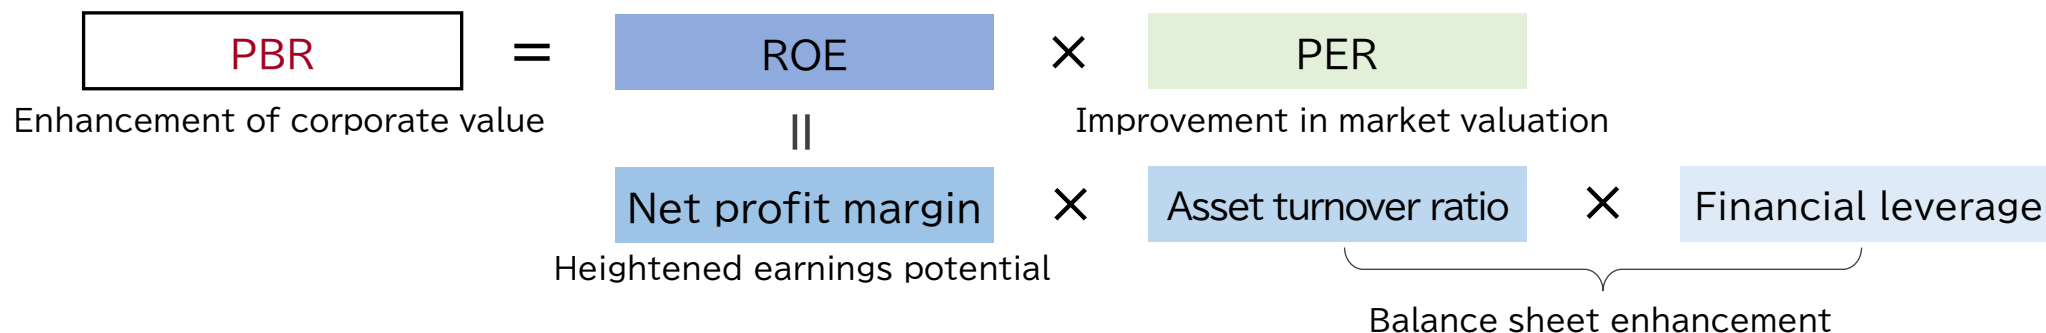 PBR = ROE × PER
Enhancement of corporate value
Improvement in market valuation
=
Net profit margin × Asset turnover ratio × Financial leverage
Heightened earnings potential
Balance sheet enhancement